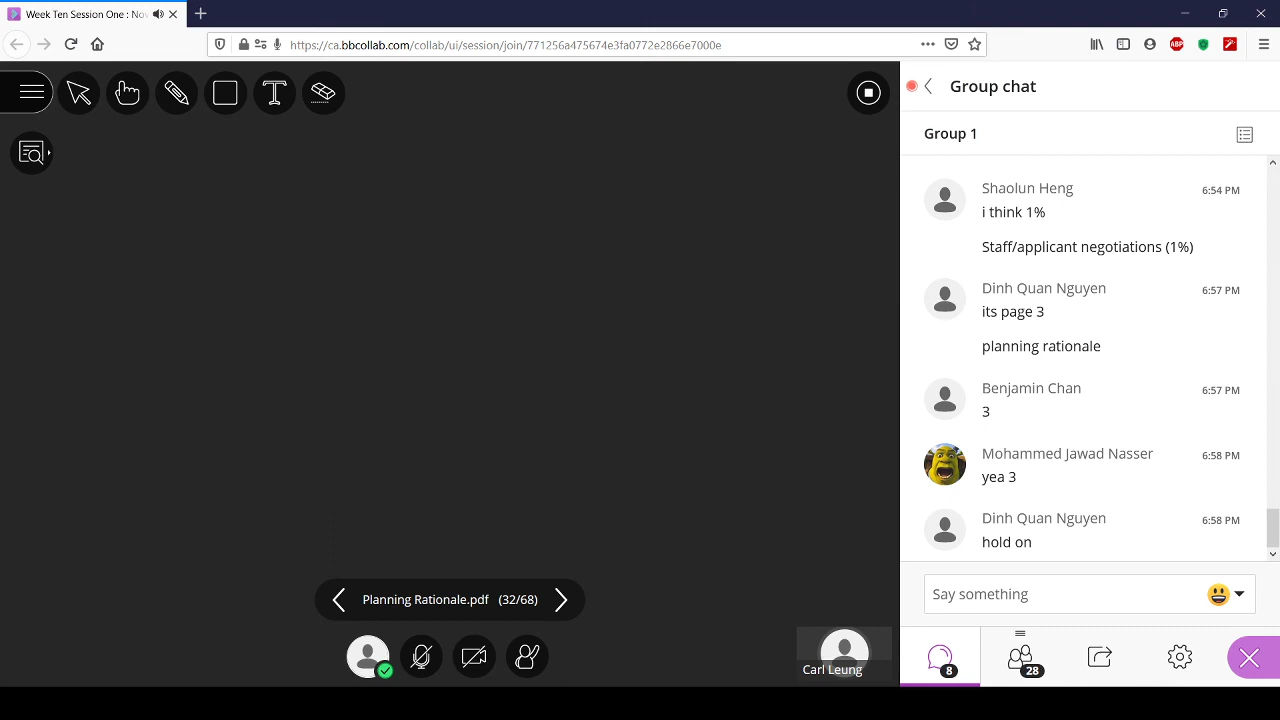 Week Ten Session One : Nov
https://ca.bbcollab.com/collab/ui/session/join/771256a475674e3fa0772e2866e7000e
ABP
Group chat
Group 1
Shaolun Heng 6:54 PM
i think 1%
Staff/applicant negotiations (1%)
Dinh Quan Nguyen 6:57 PM
its page 3
planning rationale
Benjamin Chan 6:57 PM
3
Mohammed Jawad Nasser 6:58 PM
yea 3
Dinh Quan Nguyen 6:58 PM
hold on
Say something
Planning Rationale.pdf (32/68)
Carl Leung
8
28